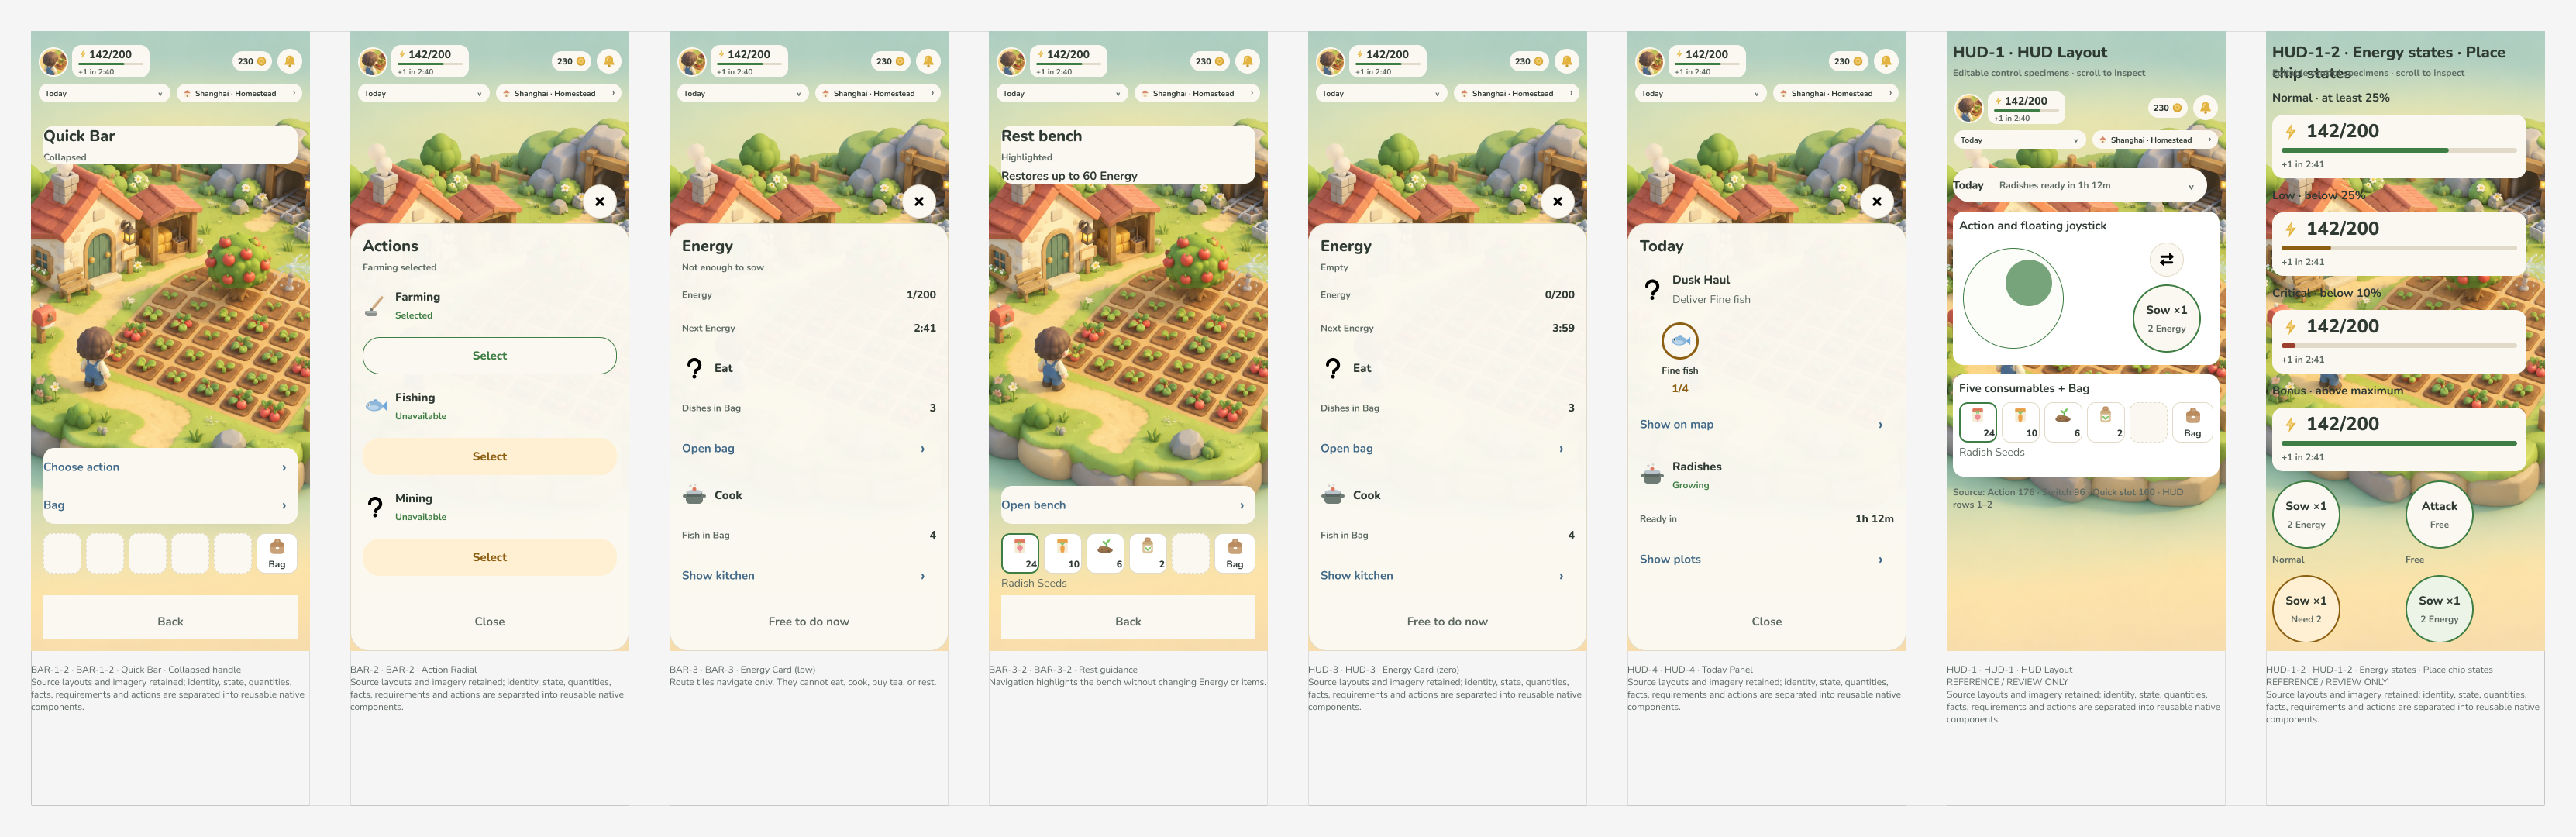 142/200
+1 in 2:40
230
Today
Shanghai · Homestead
Quick Bar
Collapsed
Choose action
Bag
Bag
Back
BAR-1-2 · BAR-1-2 · Quick Bar · Collapsed handle
Source layouts and imagery retained; identity, state, quantities,
facts, requirements and actions are separated into reusable native
components.
142/200
+1 in 2:40
230
Today
Shanghai · Homestead
Actions
Farming selected
Farming
Selected
Select
Fishing
Unavailable
Select
Mining
Unavailable
Select
Close
BAR-2 · BAR-2 · Action Radial
Source layouts and imagery retained; identity, state, quantities,
facts, requirements and actions are separated into reusable native
components.
142/200
+1 in 2:40
230
Today
Shanghai · Homestead
Energy
Not enough to sow
Energy 1/200
Next Energy 2:41
? Eat
Dishes in Bag 3
Open bag
Cook
Fish in Bag 4
Show kitchen
Free to do now
BAR-3 · BAR-3 · Energy Card (low)
Route tiles navigate only. They cannot eat, cook, buy tea, or rest.
142/200
+1 in 2:40
230
Today
Shanghai · Homestead
Rest bench
Highlighted
Restores up to 60 Energy
Open bench
24 10 6 2 Bag
Radish Seeds
Back
BAR-3-2 · BAR-3-2 · Rest guidance
Navigation highlights the bench without changing Energy or items.
142/200
+1 in 2:40
230
Today
Shanghai · Homestead
Energy
Empty
Energy 0/200
Next Energy 3:59
? Eat
Dishes in Bag 3
Open bag
Cook
Fish in Bag 4
Show kitchen
Free to do now
HUD-3 · HUD-3 · Energy Card (zero)
Source layouts and imagery retained; identity, state, quantities,
facts, requirements and actions are separated into reusable native
components.
142/200
+1 in 2:40
230
Today
Shanghai · Homestead
Today
? Dusk Haul
Deliver Fine fish
Fine fish
1/4
Show on map
Radishes
Growing
Ready in 1h 12m
Show plots
Close
HUD-4 · HUD-4 · Today Panel
Source layouts and imagery retained; identity, state, quantities,
facts, requirements and actions are separated into reusable native
components.
HUD-1 · HUD Layout
Editable control specimens · scroll to inspect
142/200
+1 in 2:40
230
Today
Shanghai · Homestead
Today Radishes ready in 1h 12m
Action and floating joystick
Sow ×1
2 Energy
Five consumables + Bag
24 10 6 2 Bag
Radish Seeds
Source: Action 176 · Switch 96 · Quick slot 160 · HUD
rows 1–2
HUD-1 · HUD-1 · HUD Layout
REFERENCE / REVIEW ONLY
Source layouts and imagery retained; identity, state, quantities,
facts, requirements and actions are separated into reusable native
components.
HUD-1-2 · Energy states · Place
chip states
specimens · scroll to inspect
Normal · at least 25%
142/200
+1 in 2:41
Low · below 25%
142/200
+1 in 2:41
Critical · below 10%
142/200
+1 in 2:41
Bonus · above maximum
142/200
+1 in 2:41
Sow ×1
2 Energy
Normal
Attack
Free
Free
Sow ×1
Need 2
Sow ×1
2 Energy
HUD-1-2 · HUD-1-2 · Energy states · Place chip states
REFERENCE / REVIEW ONLY
Source layouts and imagery retained; identity, state, quantities,
facts, requirements and actions are separated into reusable native
components.